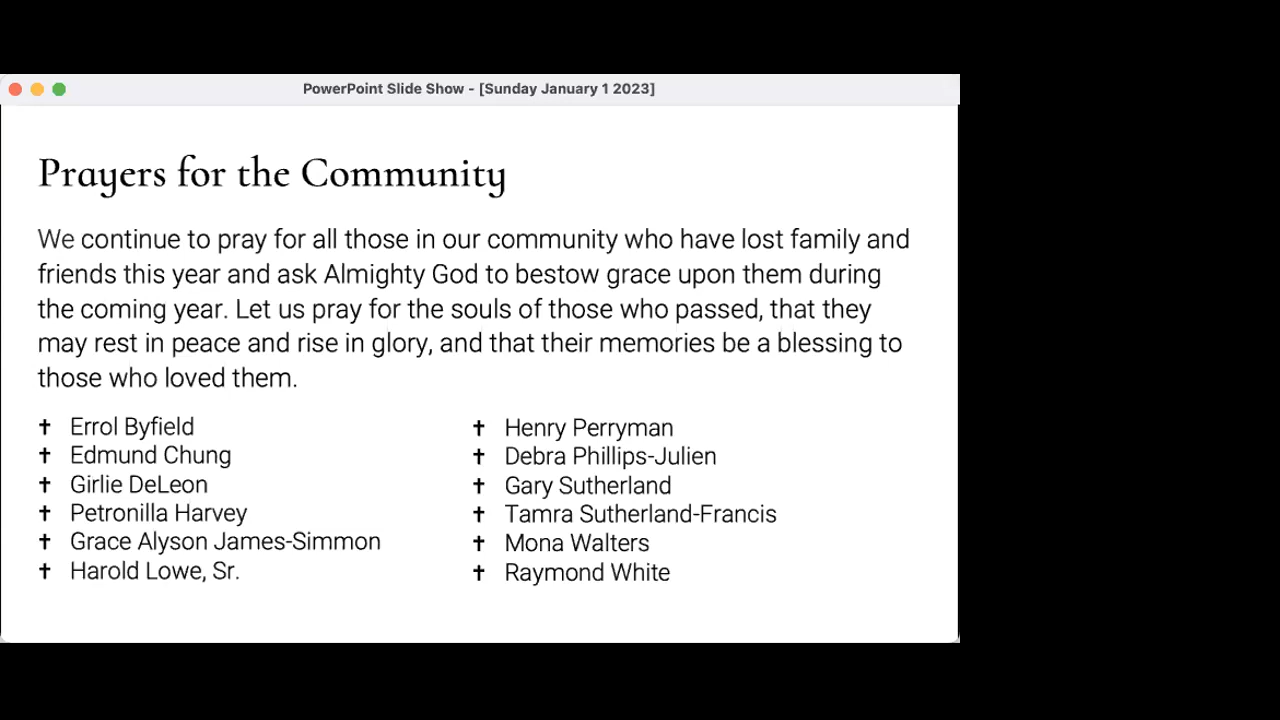 PowerPoint Slide Show - [Sunday January 1 2023]
Prayers for the Community
We continue to pray for all those in our community who have lost family and
friends this year and ask Almighty God to bestow grace upon them during
the coming year. Let us pray for the souls of those who passed, that they
may rest in peace and rise in glory, and that their memories be a blessing to
those who loved them.
✝ Errol Byfield
✝ Edmund Chung
✝ Girlie DeLeon
✝ Petronilla Harvey
✝ Grace Alyson James-Simmon
✝ Harold Lowe, Sr.
✝ Henry Perryman
✝ Debra Phillips-Julien
✝ Gary Sutherland
✝ Tamra Sutherland-Francis
✝ Mona Walters
✝ Raymond White